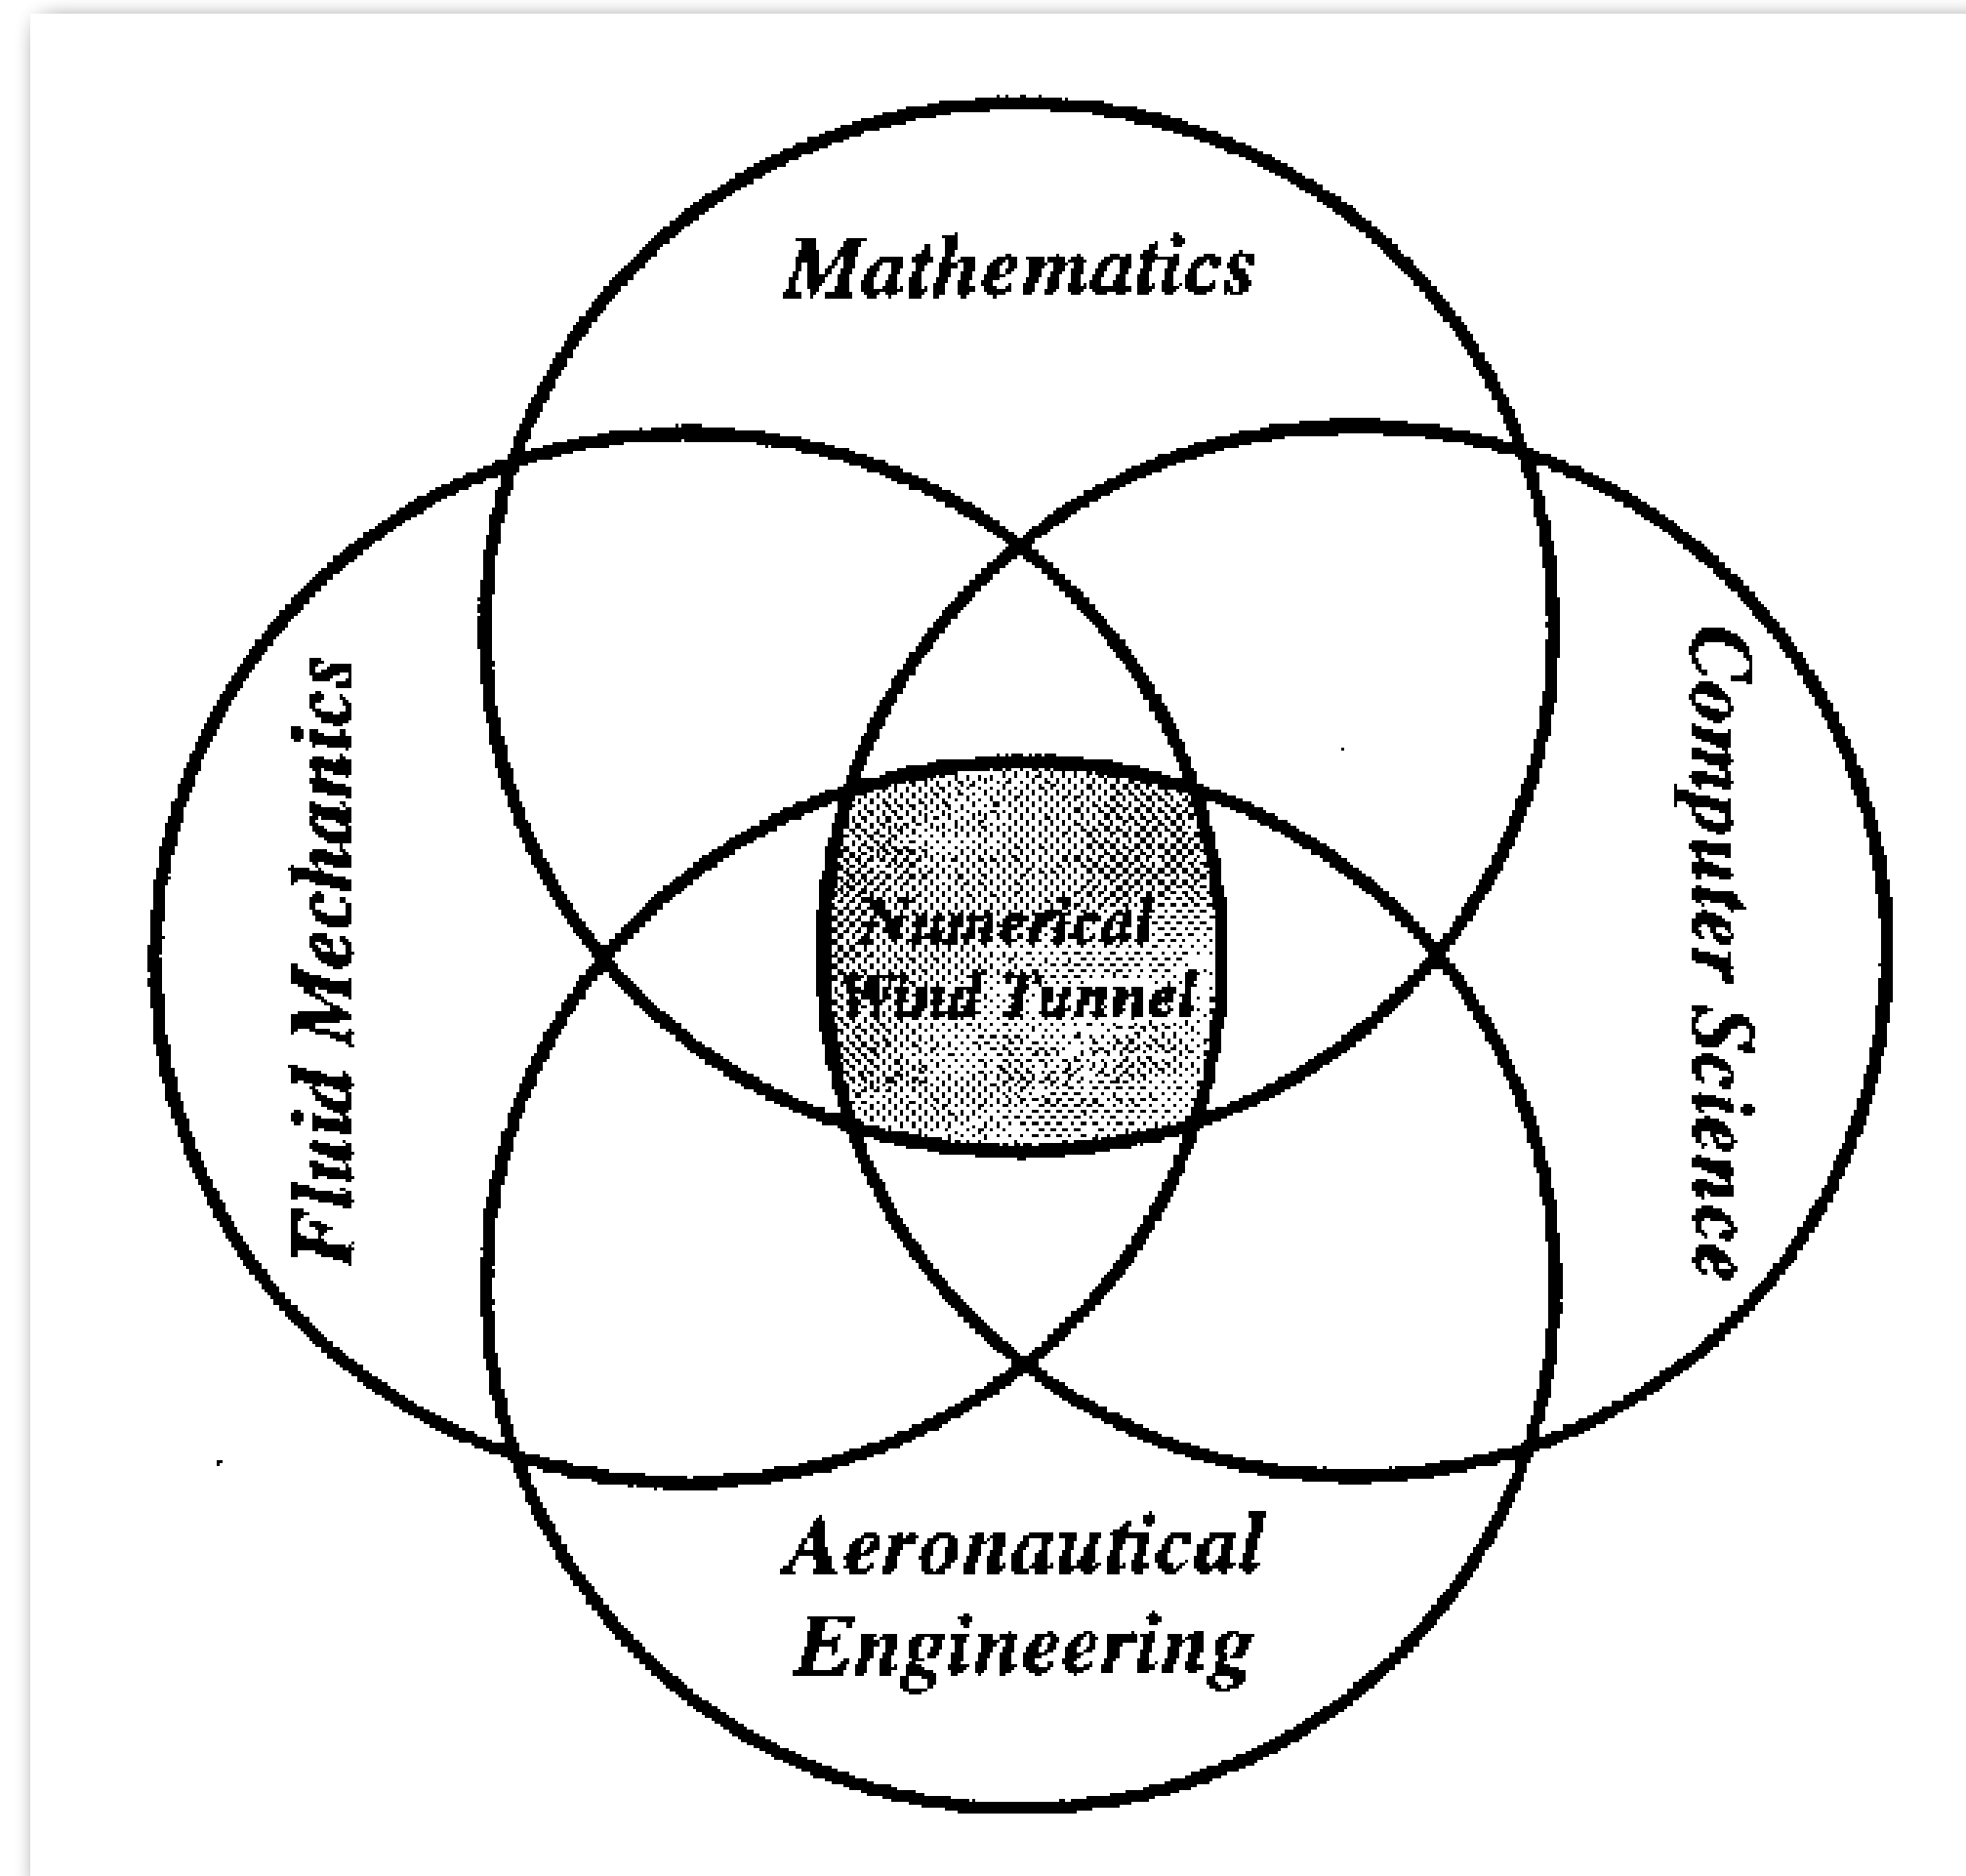 Mathematics
Fluid Mechanics
Computer Science
Numerical
Wind Tunnel
Aeronautical
Engineering